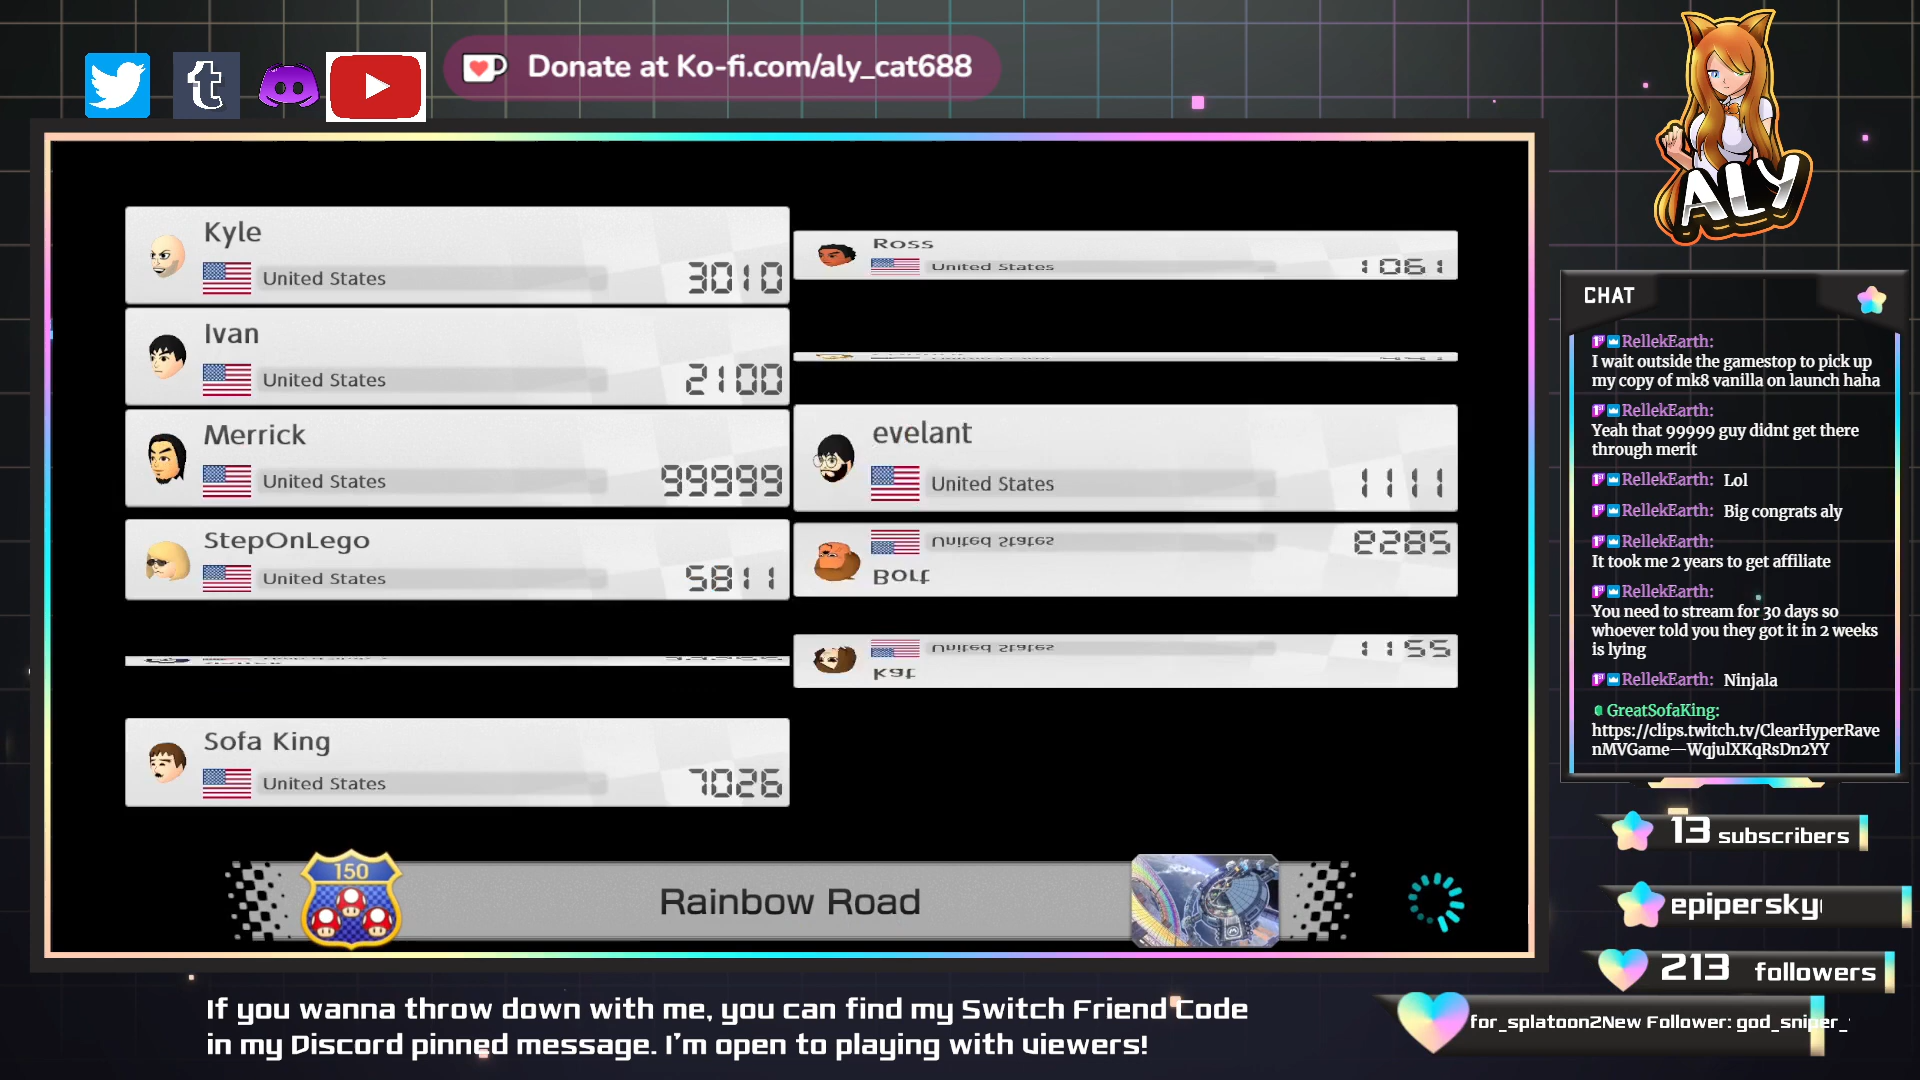 Donate at Ko-fi.com/aly_cat688
ALY
Kyle
United States
3010
Ivan
United States
2100
Merrick
United States
99999
StepOnLego
United States
5811
Sofa King
United States
7026
Ross
United States
1061
evelant
United States
1111
United States
Bort
United States
1155
Kat
150
Rainbow Road
CHAT
RellekEarth:
I wait outside the gamestop to pick up
my copy of mk8 vanilla on launch haha
RellekEarth:
Yeah that 99999 guy didnt get there
through merit
RellekEarth: Lol
RellekEarth: Big congrats aly
RellekEarth:
It took me 2 years to get affiliate
RellekEarth:
You need to stream for 30 days so
whoever told you they got it in 2 weeks
is lying
RellekEarth: Ninjala
GreatSofaKing:
https://clips.twitch.tv/ClearHyperRave
nMVGame—WqjulXKqRsDn2YY
13 subscribers
epipersky
213 followers
for_splatoon2New Follower: god_sniper_
If you wanna throw down with me, you can find my Switch Friend Code
in my Discord pinned message. I'm open to playing with viewers!